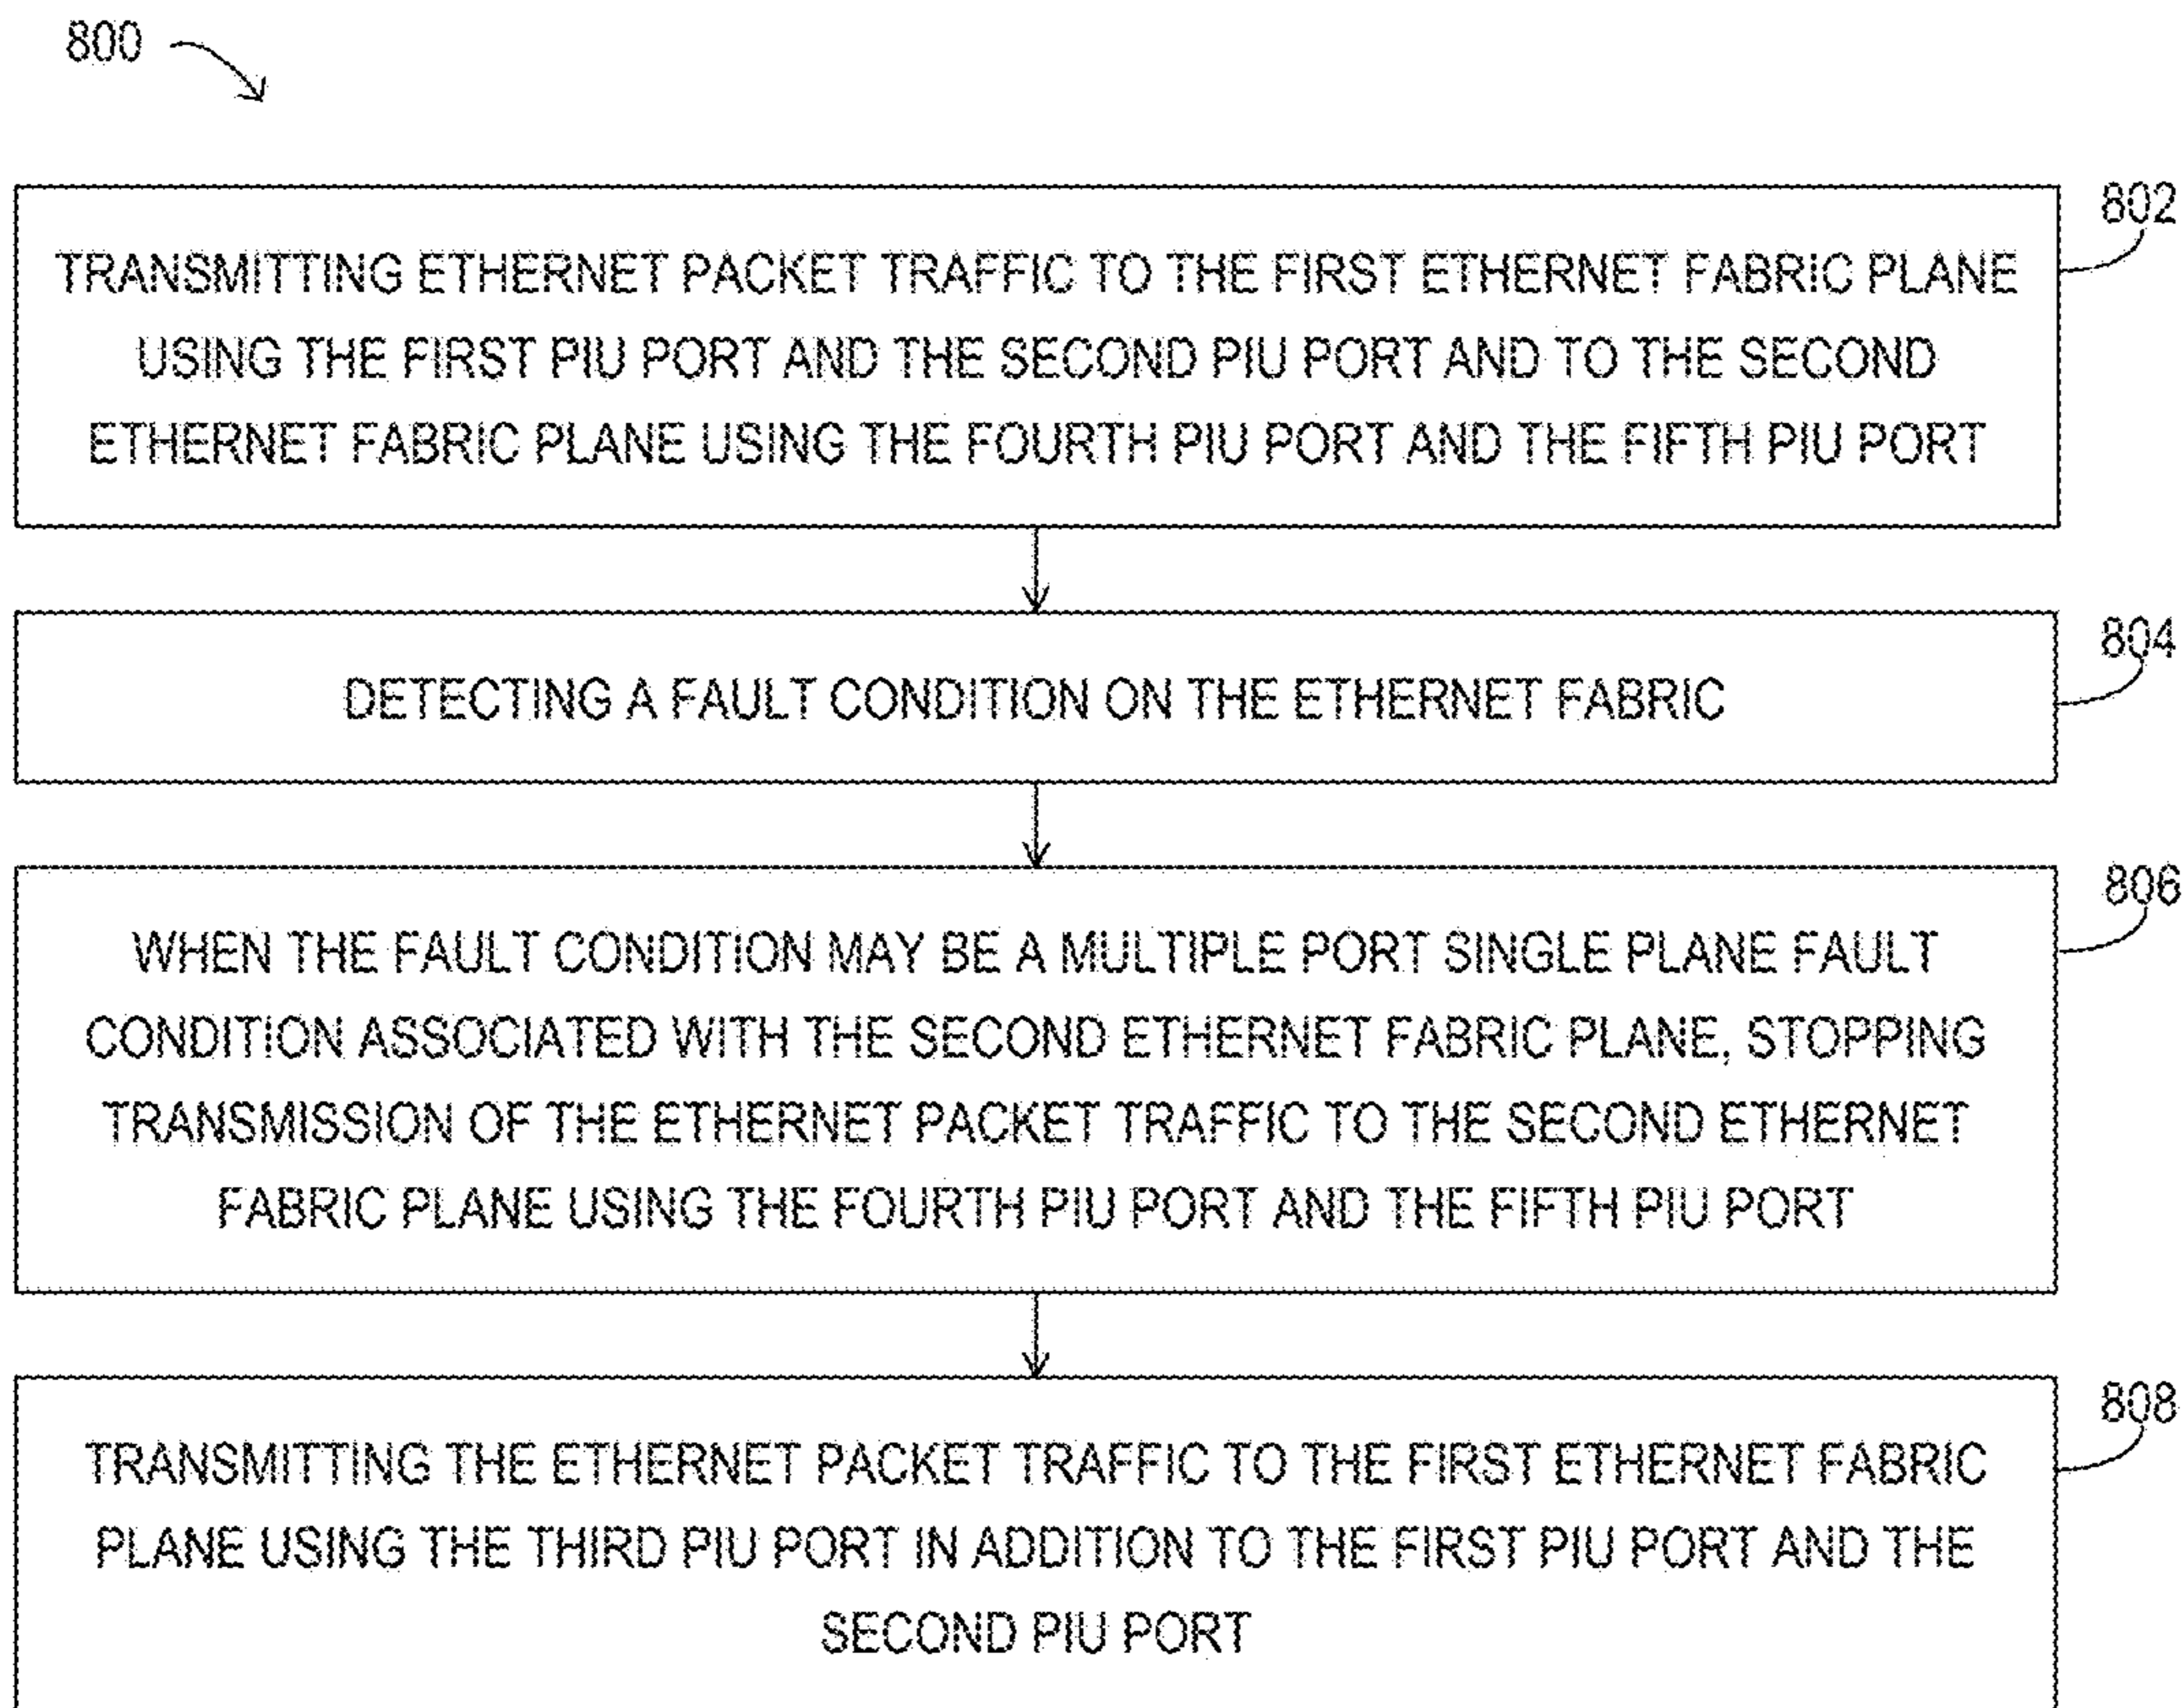 800
802
TRANSMITTING ETHERNET PACKET TRAFFIC TO THE FIRST ETHERNET FABRIC PLANE
USING THE FIRST PIU PORT AND THE SECOND PIU PORT AND TO THE SECOND
ETHERNET FABRIC PLANE USING THE FOURTH PIU PORT AND THE FIFTH PIU PORT
804
DETECTING A FAULT CONDITION ON THE ETHERNET FABRIC
806
WHEN THE FAULT CONDITION MAY BE A MULTIPLE PORT SINGLE PLANE FAULT
CONDITION ASSOCIATED WITH THE SECOND ETHERNET FABRIC PLANE, STOPPING
TRANSMISSION OF THE ETHERNET PACKET TRAFFIC TO THE SECOND ETHERNET
FABRIC PLANE USING THE FOURTH PIU PORT AND THE FIFTH PIU PORT
808
TRANSMITTING THE ETHERNET PACKET TRAFFIC TO THE FIRST ETHERNET FABRIC
PLANE USING THE THIRD PIU PORT IN ADDITION TO THE FIRST PIU PORT AND THE
SECOND PIU PORT